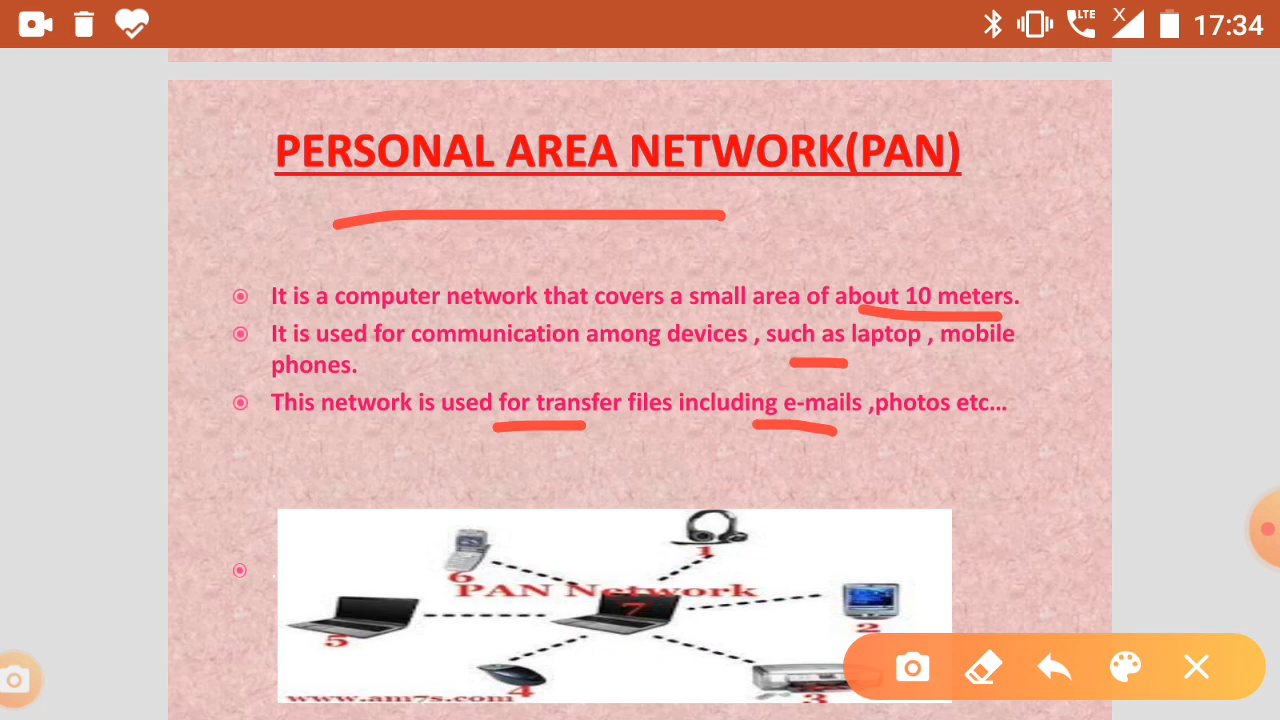 LTE X 17:34
PERSONAL AREA NETWORK(PAN)
It is a computer network that covers a small area of about 10 meters.
It is used for communication among devices , such as laptop , mobile
phones.
This network is used for transfer files including e-mails ,photos etc...
1
6
PAN Network
7
2
5
4
3
www.am7s.com